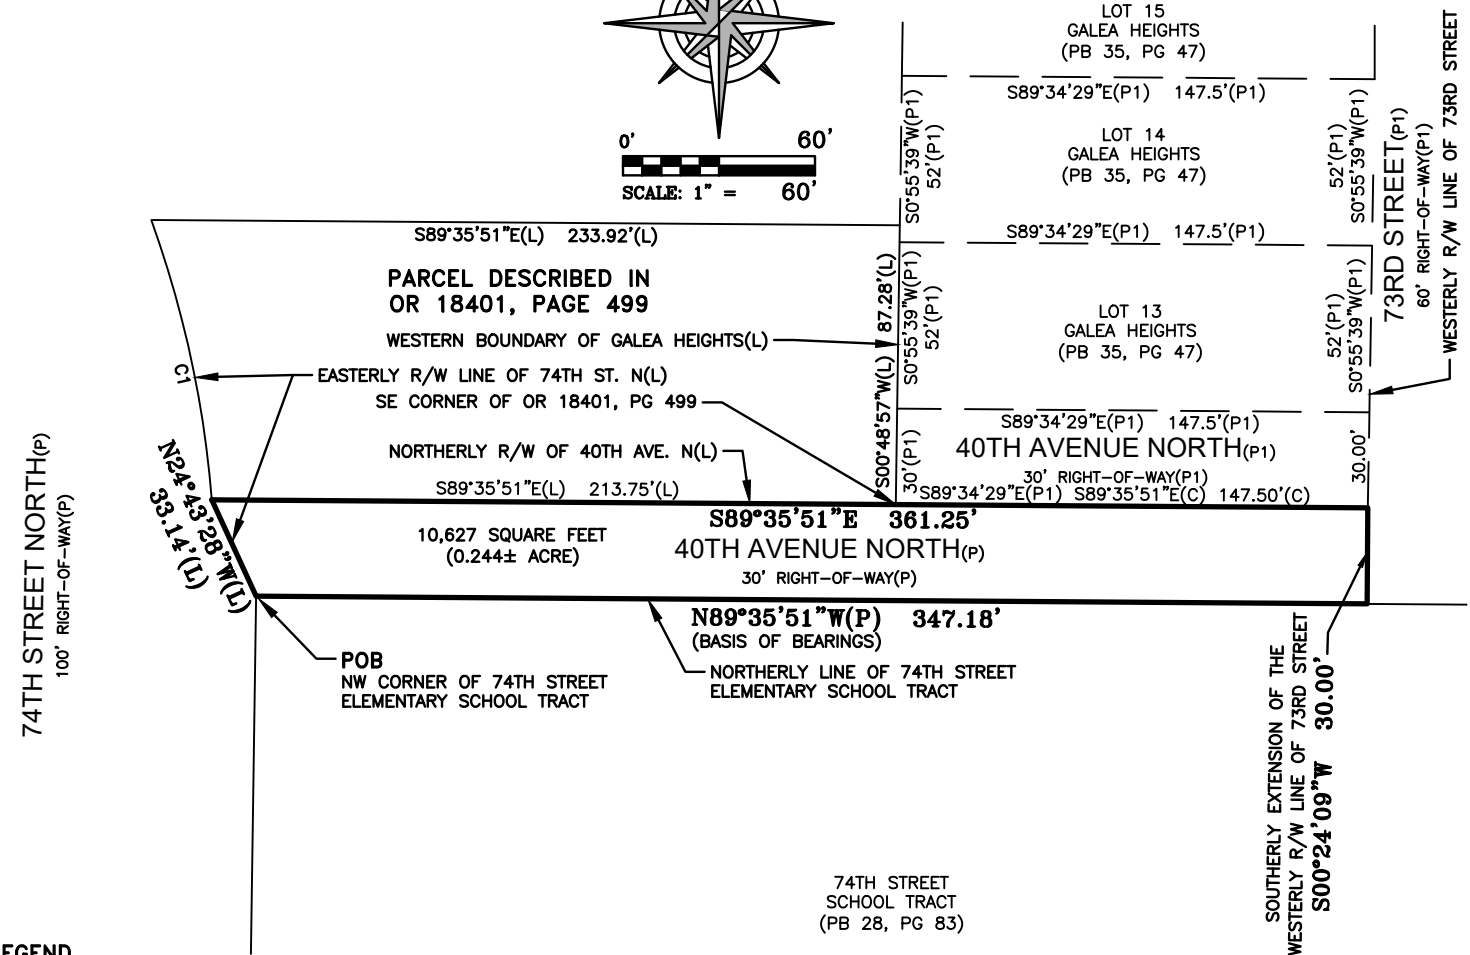 LOT 15
GALEA HEIGHTS
(PB 35, PG 47)
S89°34'29"E(P1) 147.5'(P1)
0' 60'
SCALE: 1" = 60'
S0°55'39"W(P1)
52'(P1)
LOT 14
GALEA HEIGHTS
(PB 35, PG 47)
52'(P1)
S0°55'39"W(P1)
73RD STREET(P1)
60' RIGHT-OF-WAY(P1)
WESTERLY R/W LINE OF 73RD STREET
S89°34'29"E(P1) 147.5'(P1)
S89°35'51"E(L) 233.92'(L)
PARCEL DESCRIBED IN
OR 18401, PAGE 499
WESTERN BOUNDARY OF GALEA HEIGHTS(L)
S00°48'57"W(L) 87.28'(L)
S0°55'39"W(P1)
52'(P1)
LOT 13
GALEA HEIGHTS
(PB 35, PG 47)
52'(P1)
S0°55'39"W(P1)
C1
EASTERLY R/W LINE OF 74TH ST. N(L)
SE CORNER OF OR 18401, PG 499
NORTHERLY R/W OF 40TH AVE. N(L)
S89°35'51"E(L) 213.75'(L)
30'(P1)
S89°34'29"E(P1) 147.5'(P1)
40TH AVENUE NORTH(P1)
30' RIGHT-OF-WAY(P1)
S89°34'29"E(P1) S89°35'51"E(C) 147.50'(C)
30.00'
74TH STREET NORTH(P)
100' RIGHT-OF-WAY(P)
N24°43'28"W(L)
33.14'(L)
10,627 SQUARE FEET
(0.244± ACRE)
S89°35'51"E 361.25'
40TH AVENUE NORTH(P)
30' RIGHT-OF-WAY(P)
N89°35'51"W(P) 347.18'
(BASIS OF BEARINGS)
POB
NW CORNER OF 74TH STREET
ELEMENTARY SCHOOL TRACT
NORTHERLY LINE OF 74TH STREET
ELEMENTARY SCHOOL TRACT
SOUTHERLY EXTENSION OF THE
WESTERLY R/W LINE OF 73RD STREET
S00°24'09"W 30.00'
74TH STREET
SCHOOL TRACT
(PB 28, PG 83)
EGEND